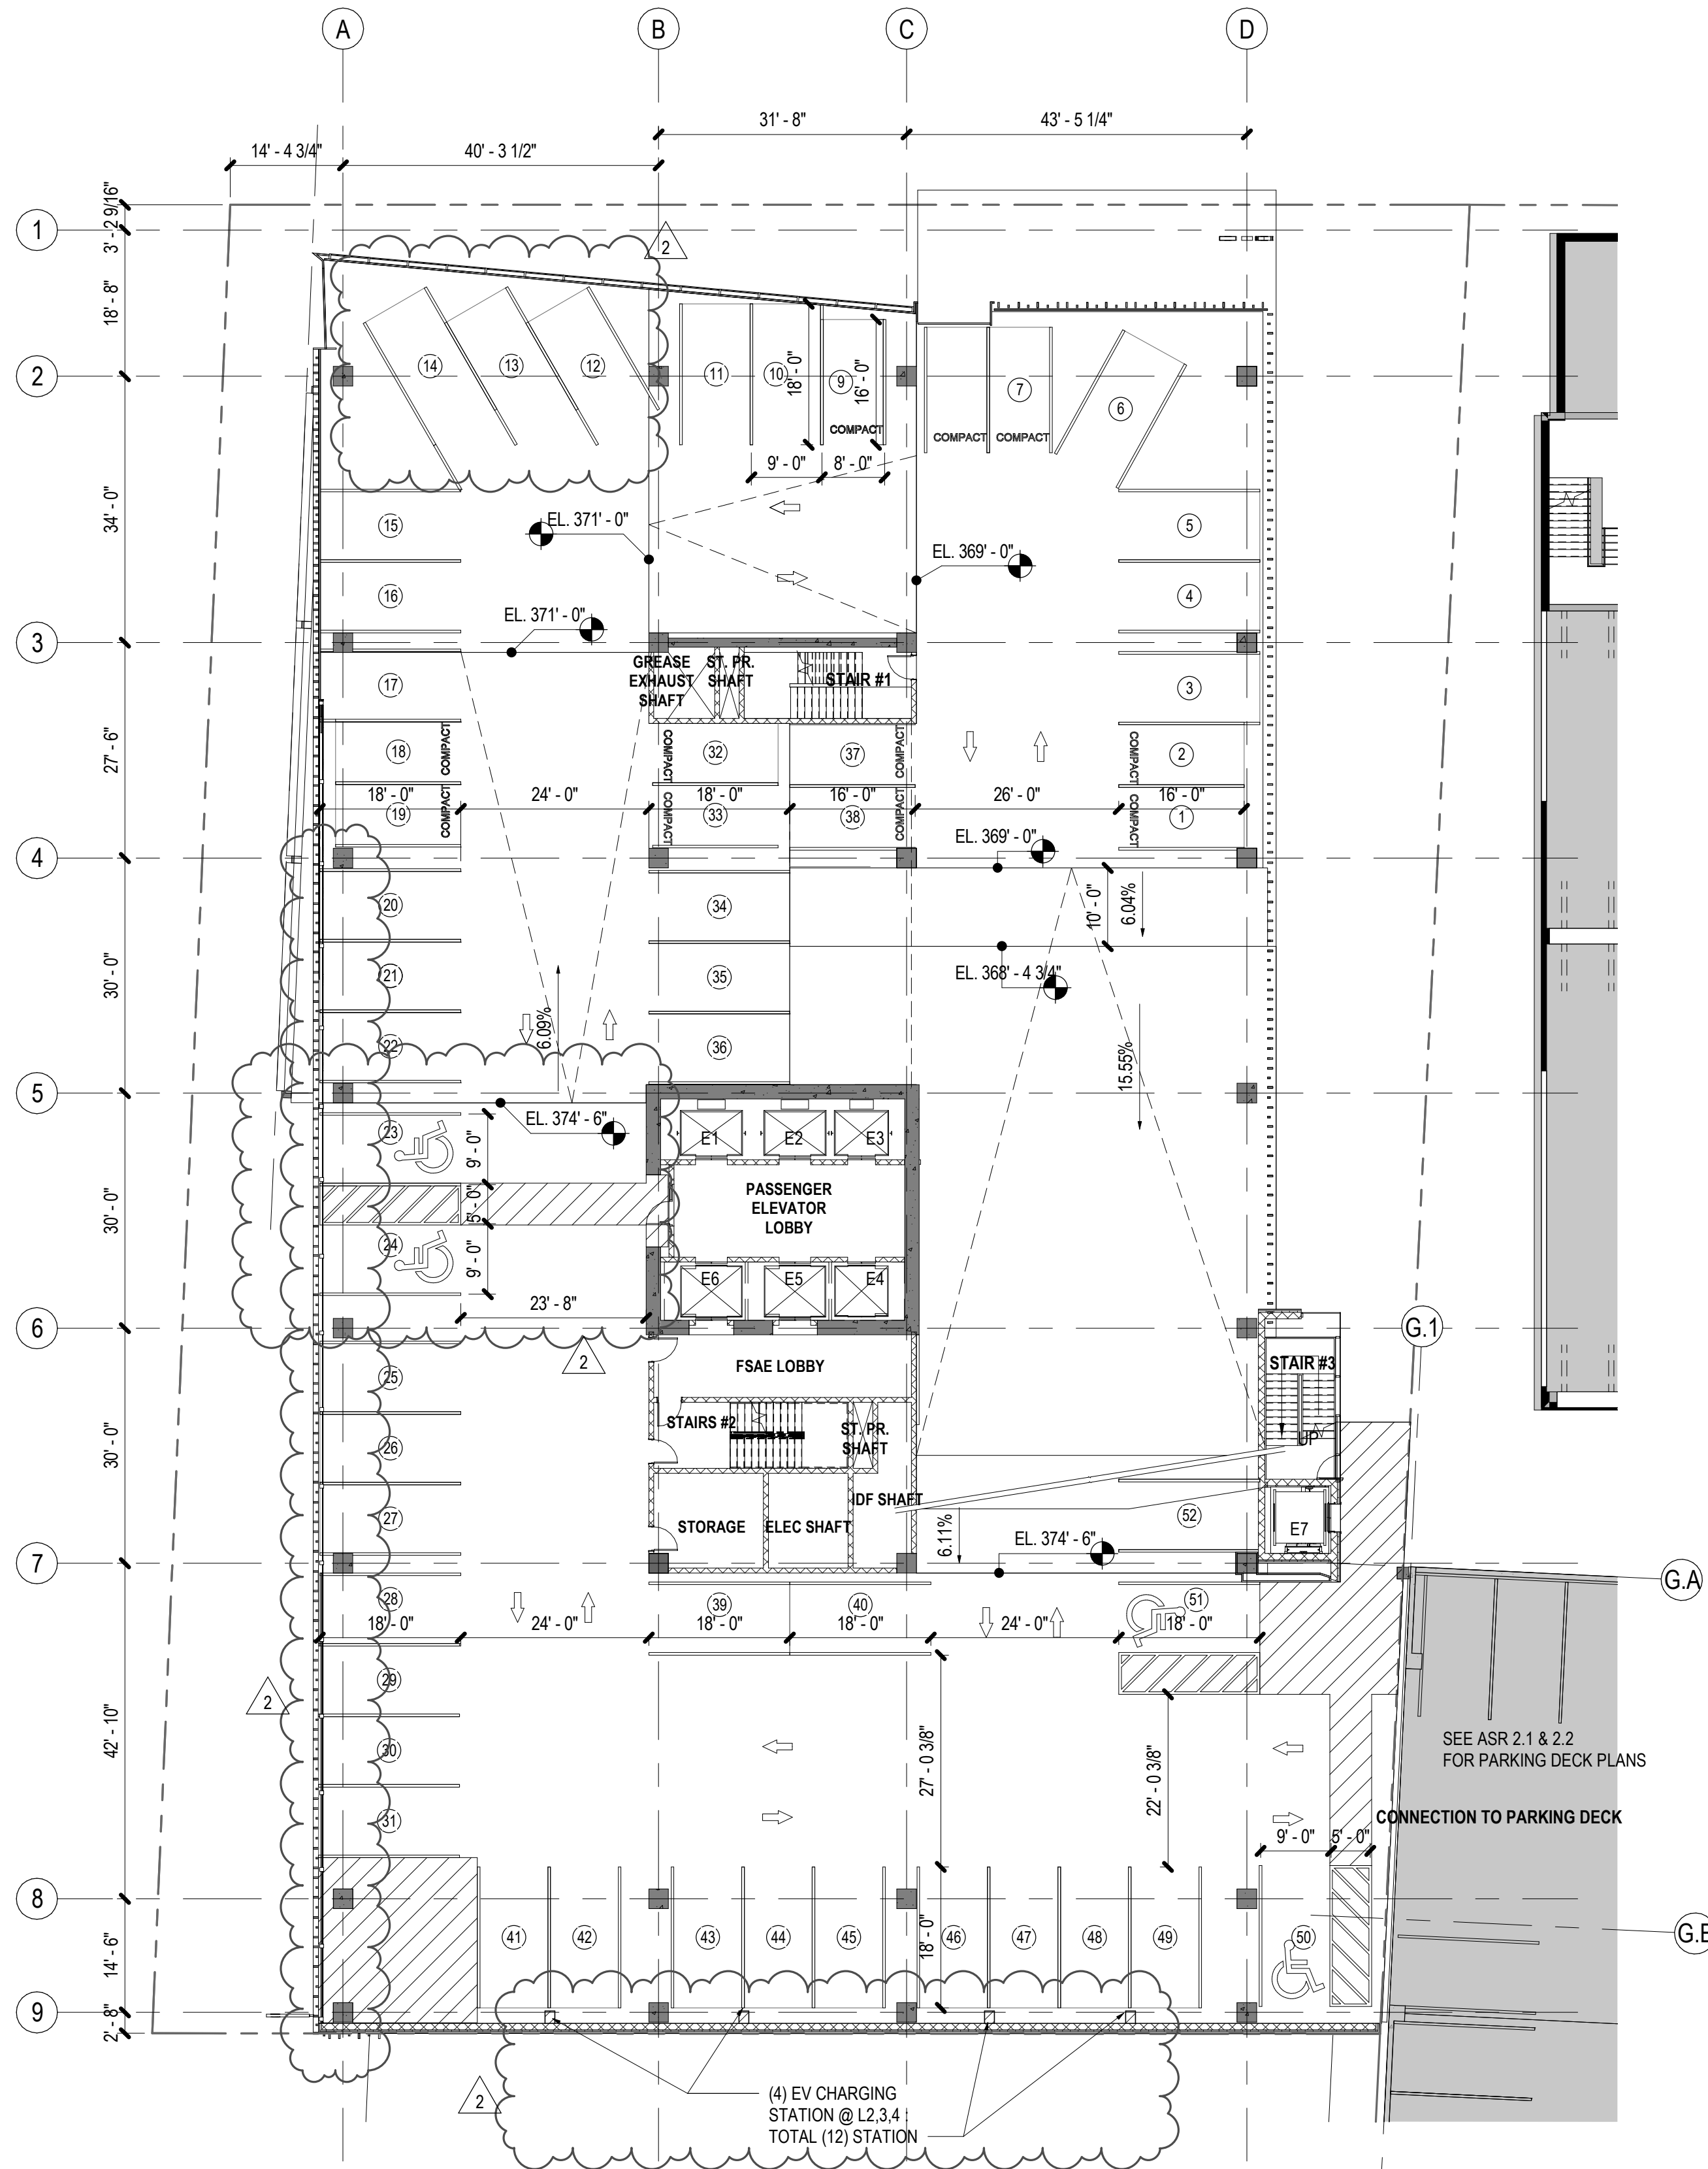 A
B
C
D
31' - 8"
43' - 5 1/4"
14' - 4 3/4"
40' - 3 1/2"
3' - 2 9/16"
1
2
18' - 8"
14
13
12
11
10
18' - 0"
9
16' - 0"
7
6
2
COMPACT
COMPACT
COMPACT
9' - 0"
8' - 0"
34' - 0"
15
EL. 371' - 0"
5
EL. 369' - 0"
16
4
EL. 371' - 0"
3
GREASE
EXHAUST
SHAFT
ST. PR.
SHAFT
STAIR #1
17
3
27' - 6"
18
COMPACT
COMPACT
32
37
COMPACT
COMPACT
2
18' - 0"
24' - 0"
18' - 0"
16' - 0"
26' - 0"
16' - 0"
19
COMPACT
COMPACT
33
38
COMPACT
COMPACT
1
EL. 369' - 0"
4
20
34
10' - 0"
6.04%
30' - 0"
21
35
EL. 368' - 4 3/4"
22
6.09%
36
15.55%
5
EL. 374' - 6"
23
9' - 0"
E1
E2
E3
30' - 0"
5' - 0"
PASSENGER
ELEVATOR
LOBBY
24
9' - 0"
E6
E5
E4
23' - 8"
6
G.1
2
FSAE LOBBY
STAIR #3
25
30' - 0"
STAIRS #2
ST. PR.
SHAFT
UP
26
IDF SHAFT
27
STORAGE
ELEC SHAFT
52
E7
6.11%
EL. 374' - 6"
7
G.A
28
39
40
51
18' - 0"
24' - 0"
18' - 0"
18' - 0"
24' - 0"
18' - 0"
29
2
42' - 10"
30
27' - 0 3/8"
22' - 0 3/8"
SEE ASR 2.1 & 2.2
FOR PARKING DECK PLANS
31
CONNECTION TO PARKING DECK
9' - 0"
5' - 0"
8
14' - 6"
41
42
43
44
45
46
18' - 0"
47
48
49
50
9
2' - 8"
2
(4) EV CHARGING
STATION @ L2,3,4 :
TOTAL (12) STATION